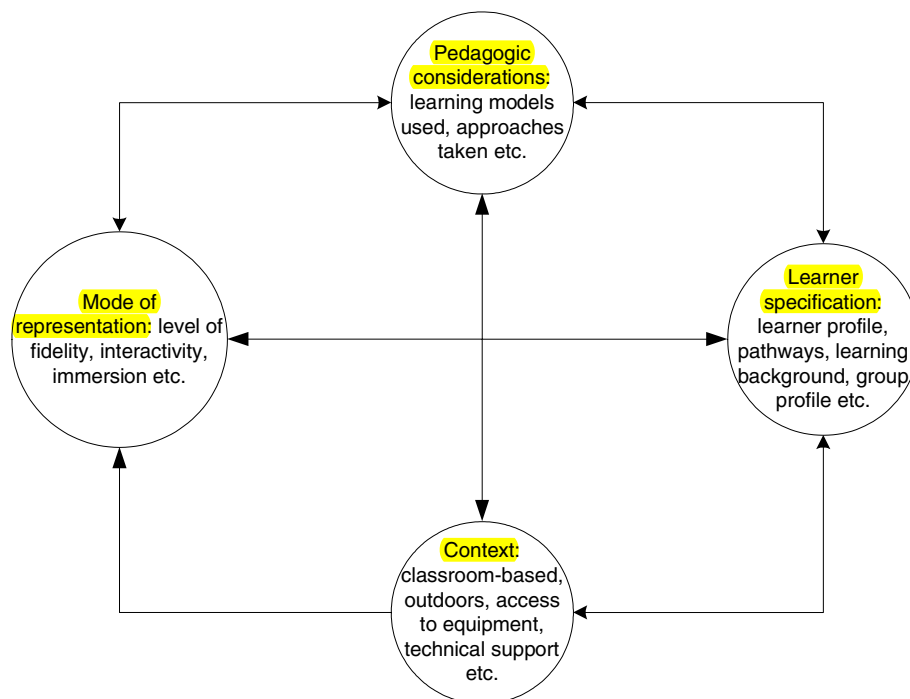 Pedagogic
considerations:
learning models
used, approaches
taken etc.
Mode of
representation: level of
fidelity, interactivity,
immersion etc.
Learner
specification:
learner profile,
pathways, learning
background, group
profile etc.
Context:
classroom-based,
outdoors, access
to equipment,
technical support
etc.